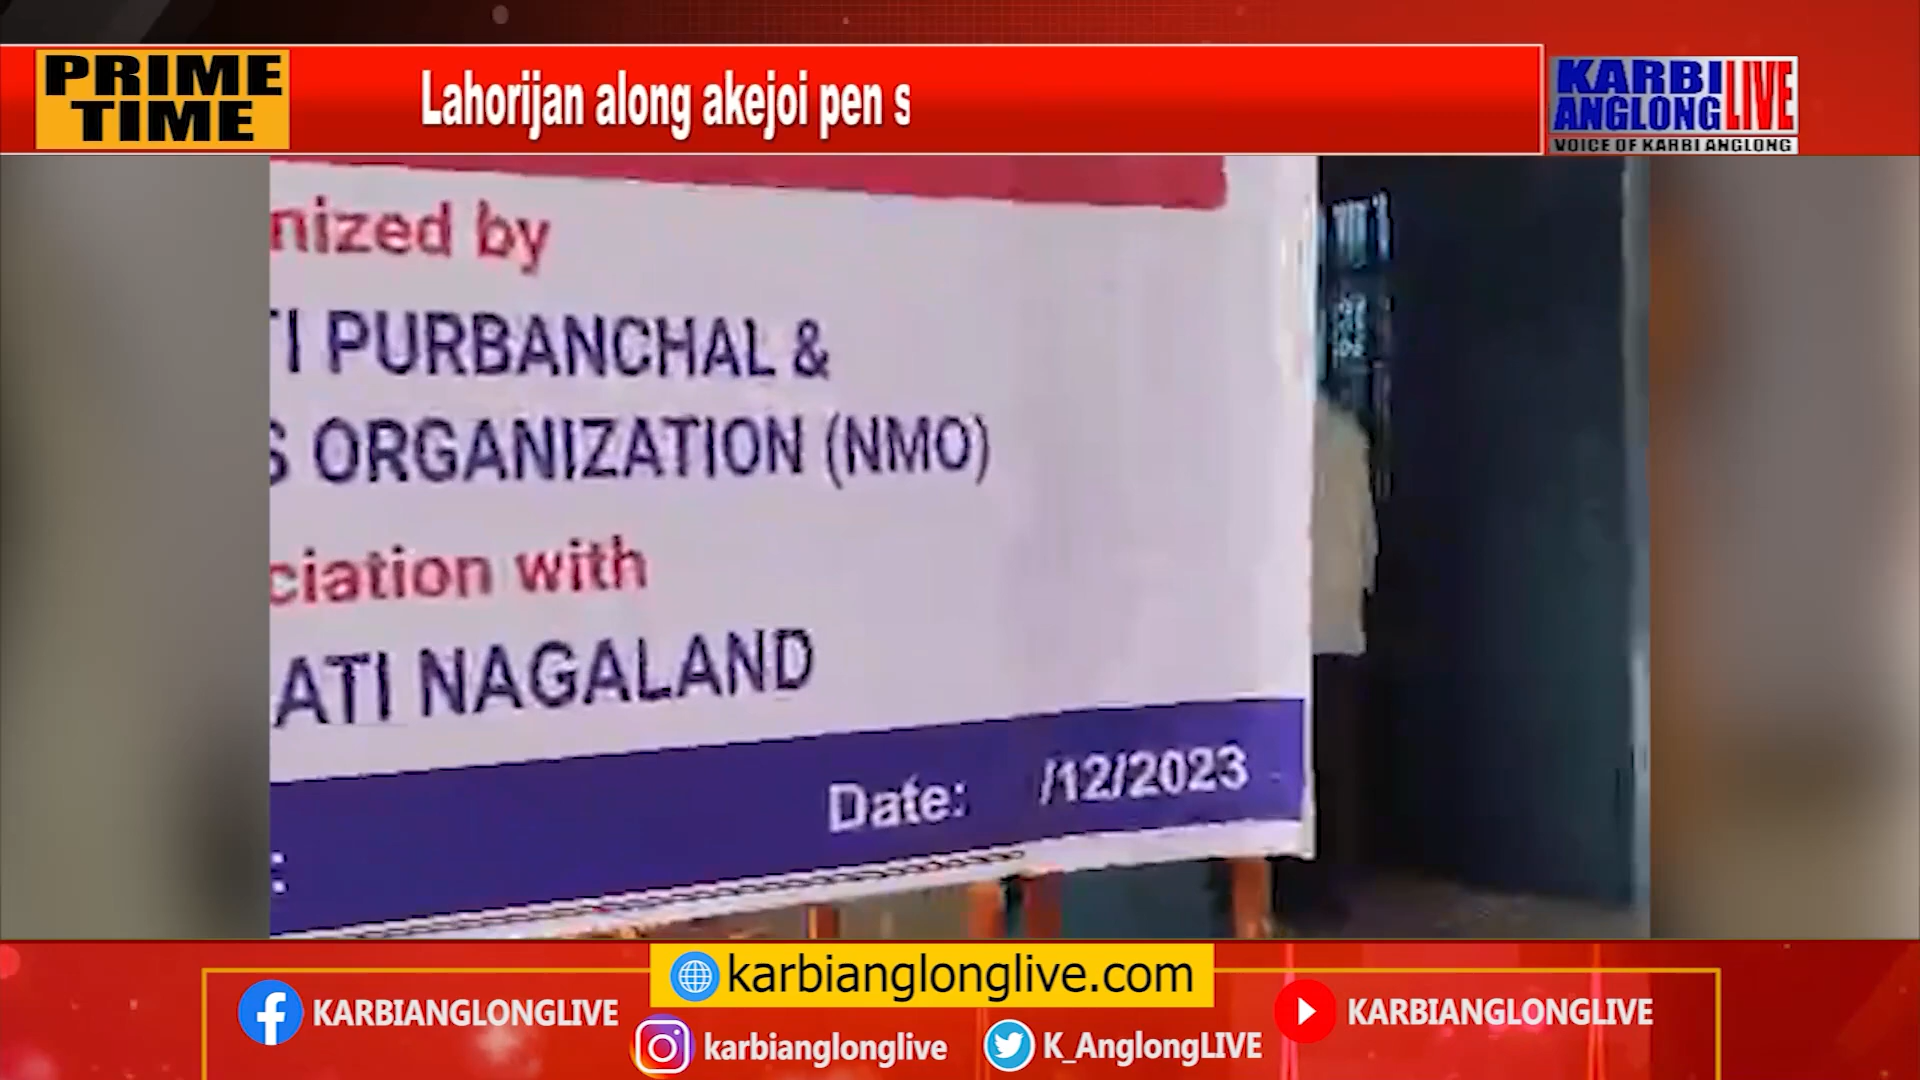 PRIME
TIME
Lahorijan along akejoi pen s
KARBI
ANGLONG LIVE
VOICE OF KARBI ANGLONG
nized by
TI PURBANCHAL &
S ORGANIZATION (NMO)
ciation with
ATI NAGALAND
Date: /12/2023
:
karbianglonglive.com
KARBIANGLONGLIVE
karbianglonglive
K_AnglongLIVE
KARBIANGLONGLIVE